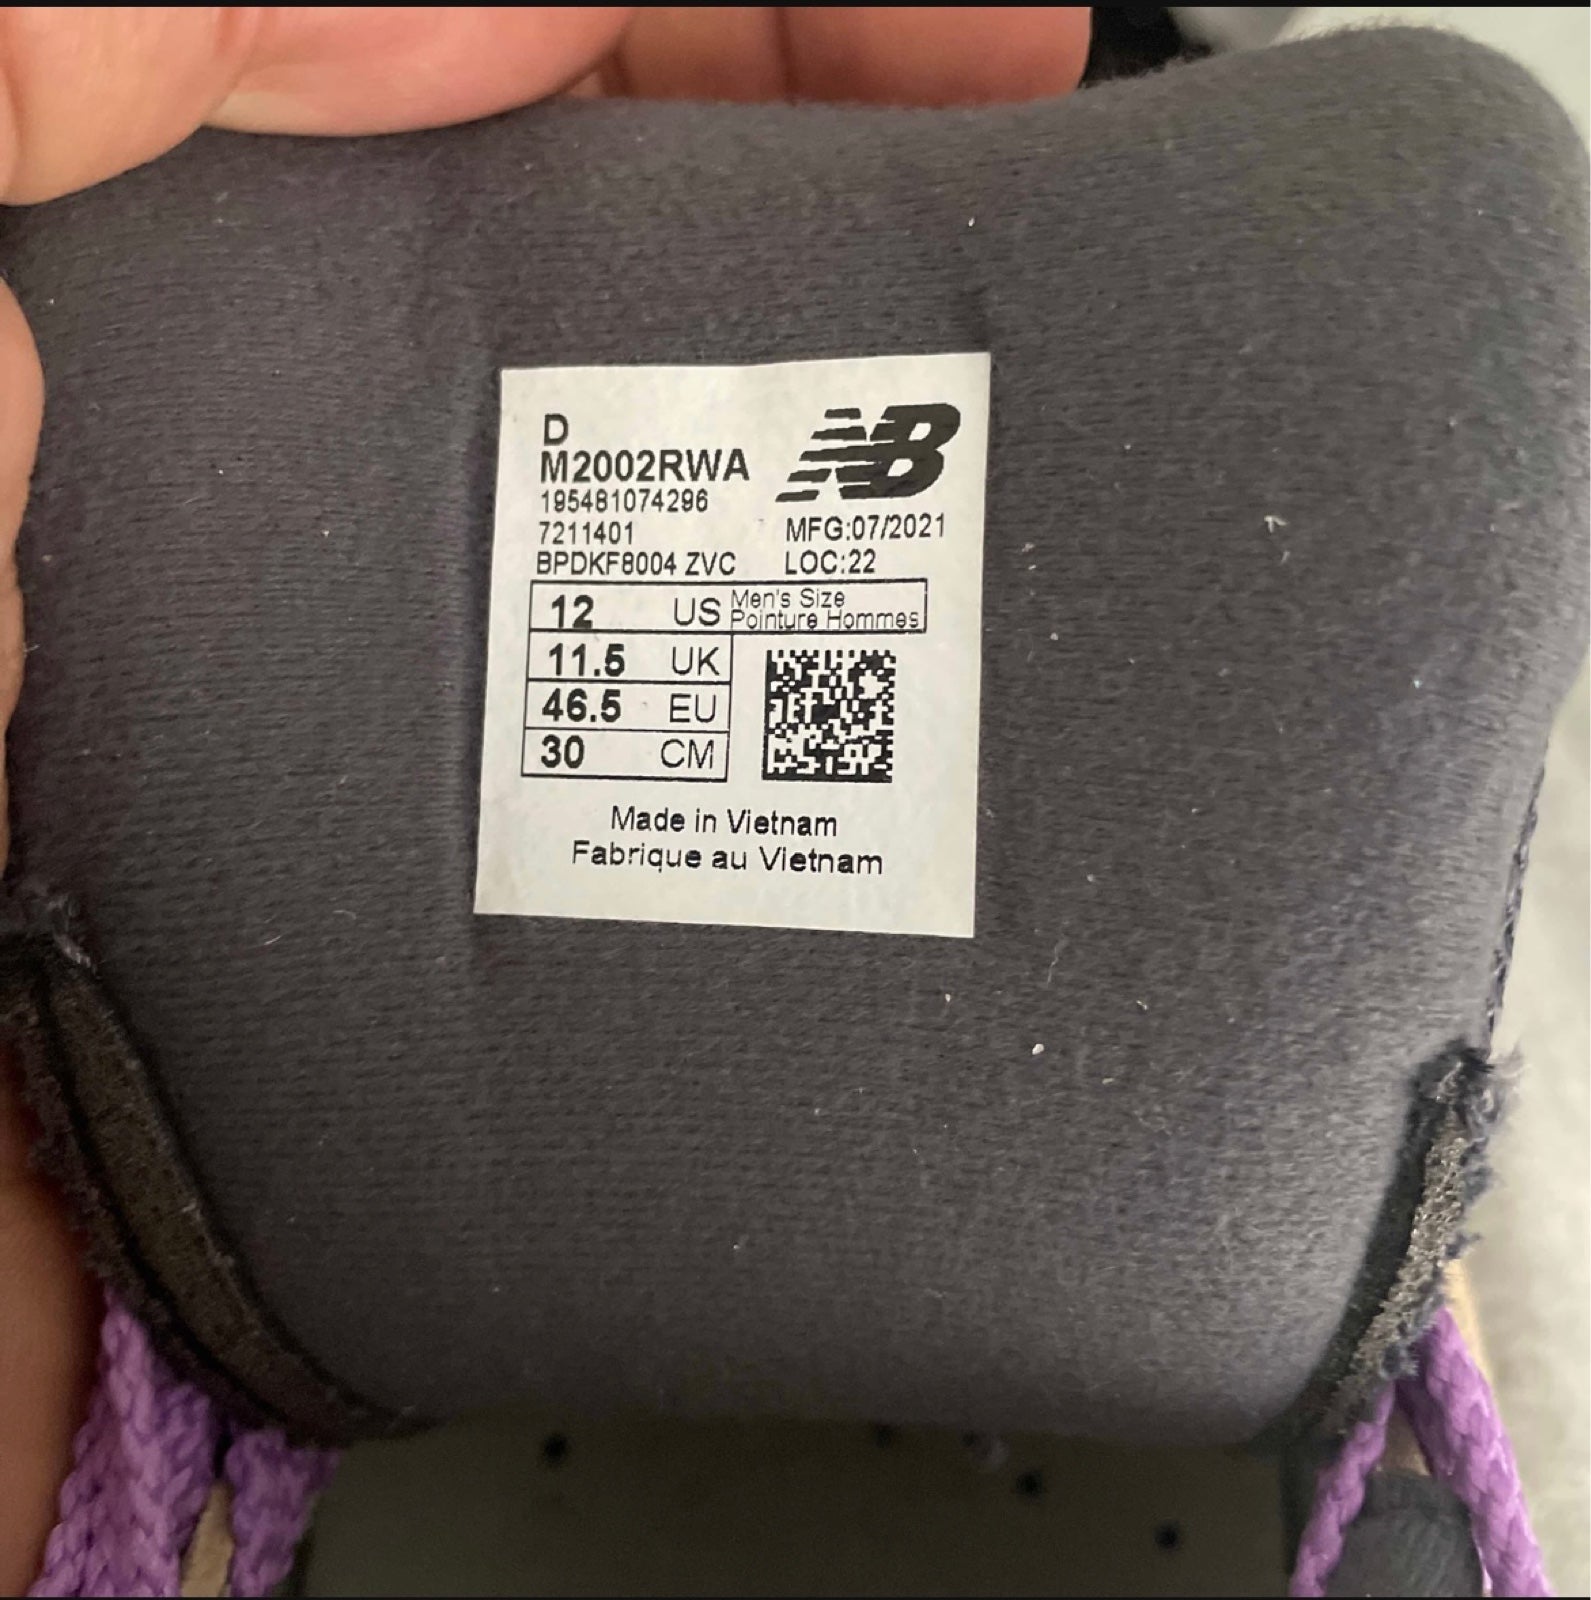 D
M2002RWA
195481074296
7211401
BPDKF8004 ZVC
NB
MFG:07/2021
LOC:22
12 US Men's Size
Pointure Hommes
11.5 UK
46.5 EU
30 CM
Made in Vietnam
Fabrique au Vietnam